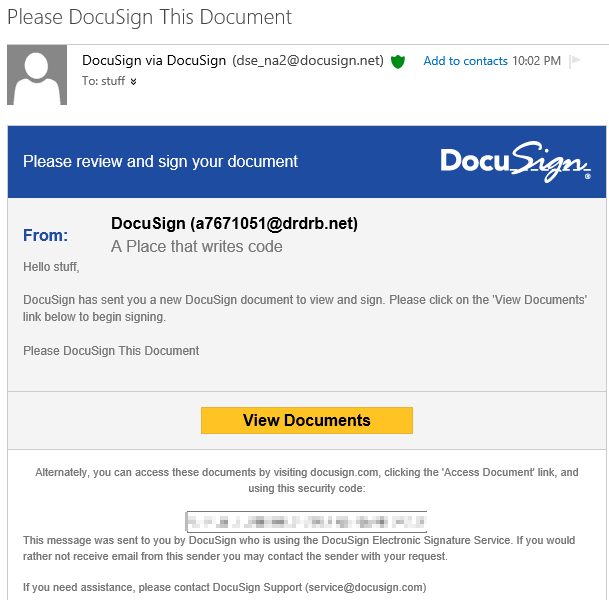 Please DocuSign This Document
DocuSign via DocuSign (dse_na2@docusign.net) Add to contacts 10:02 PM
To: stuff
Please review and sign your document
DocuSign®
From:
DocuSign (a7671051@drdrb.net)
A Place that writes code
Hello stuff,
DocuSign has sent you a new DocuSign document to view and sign. Please click on the 'View Documents'
link below to begin signing.
Please DocuSign This Document
View Documents
Alternately, you can access these documents by visiting docusign.com, clicking the 'Access Document' link, and
using this security code:
This message was sent to you by DocuSign who is using the DocuSign Electronic Signature Service. If you would
rather not receive email from this sender you may contact the sender with your request.
If you need assistance, please contact DocuSign Support (service@docusign.com)